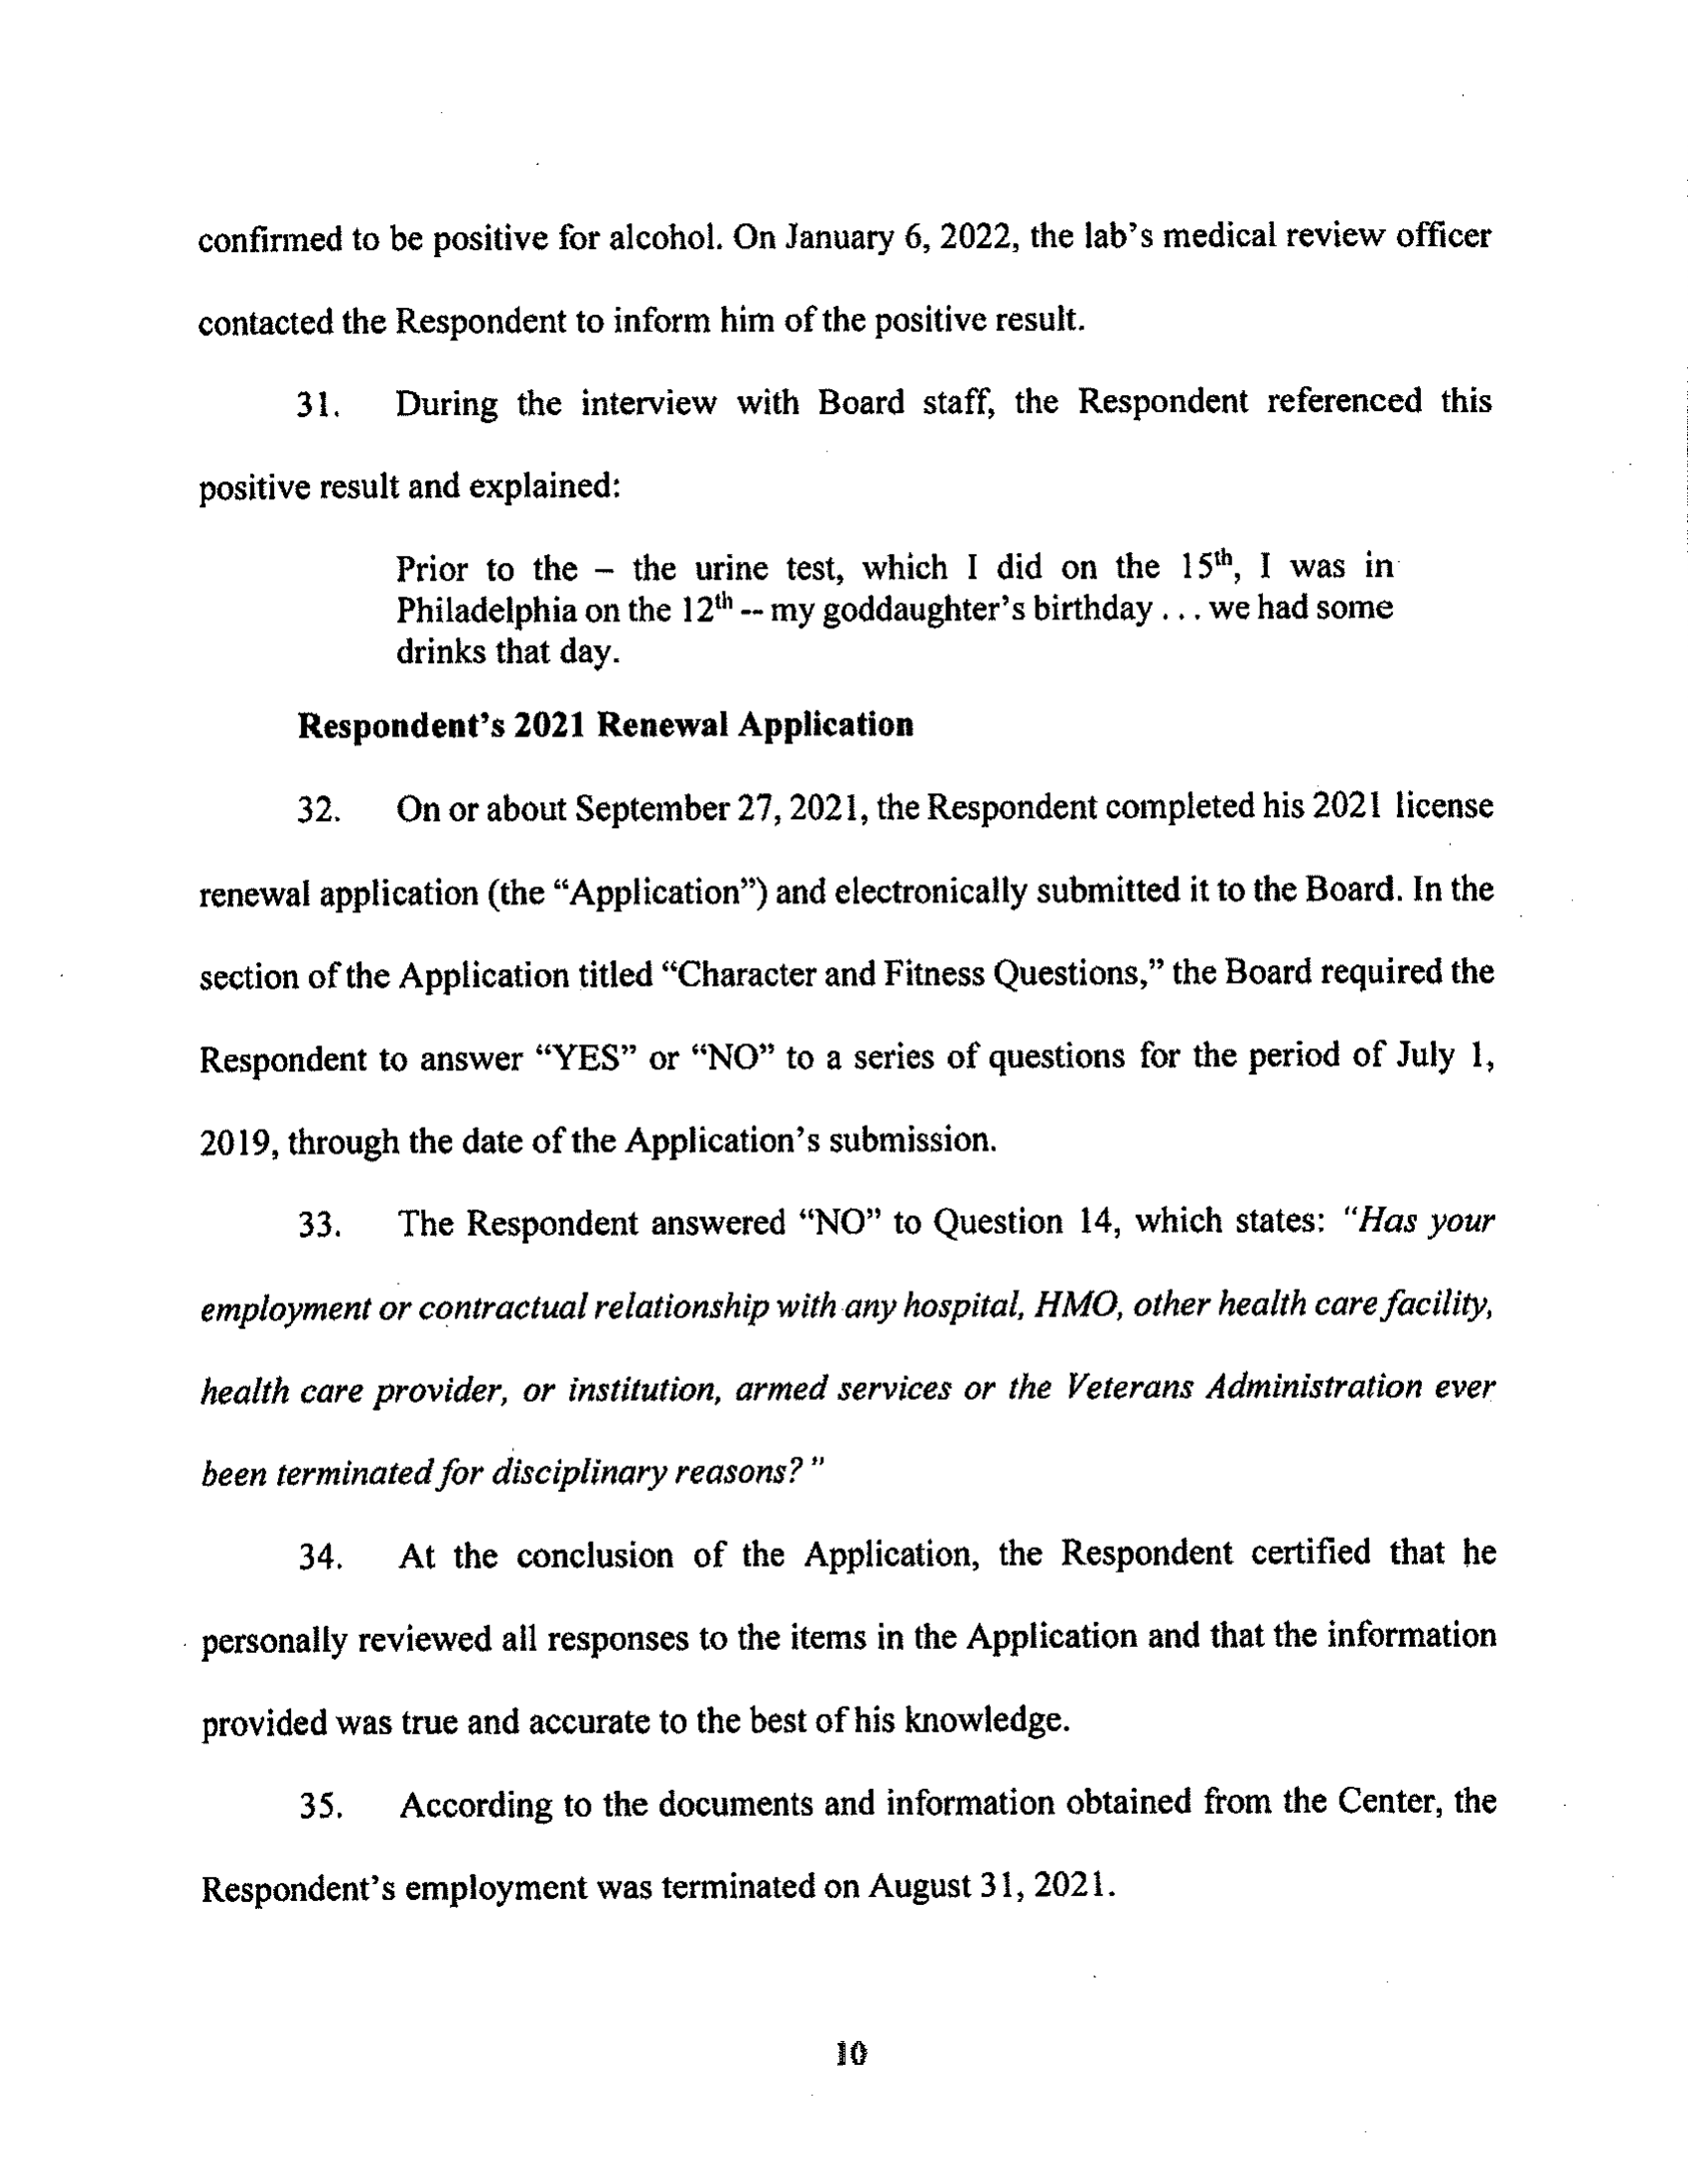 confirmed to be positive for alcohol. On January 6, 2022, the lab's medical review officer
contacted the Respondent to inform him of the positive result.
31. During the interview with Board staff, the Respondent referenced this
positive result and explained:
Prior to the – the urine test, which I did on the 15th, I was in
Philadelphia on the 12th -- my goddaughter's birthday . . . we had some
drinks that day.
Respondent's 2021 Renewal Application
32. On or about September 27, 2021, the Respondent completed his 2021 license
renewal application (the “Application”) and electronically submitted it to the Board. In the
section of the Application titled “Character and Fitness Questions,” the Board required the
Respondent to answer “YES” or “NO” to a series of questions for the period of July 1,
2019, through the date of the Application's submission.
33. The Respondent answered “NO” to Question 14, which states: “Has your
employment or contractual relationship with any hospital, HMO, other health care facility,
health care provider, or institution, armed services or the Veterans Administration ever
been terminated for disciplinary reasons?”
34. At the conclusion of the Application, the Respondent certified that he
personally reviewed all responses to the items in the Application and that the information
provided was true and accurate to the best of his knowledge.
35. According to the documents and information obtained from the Center, the
Respondent's employment was terminated on August 31, 2021.
10